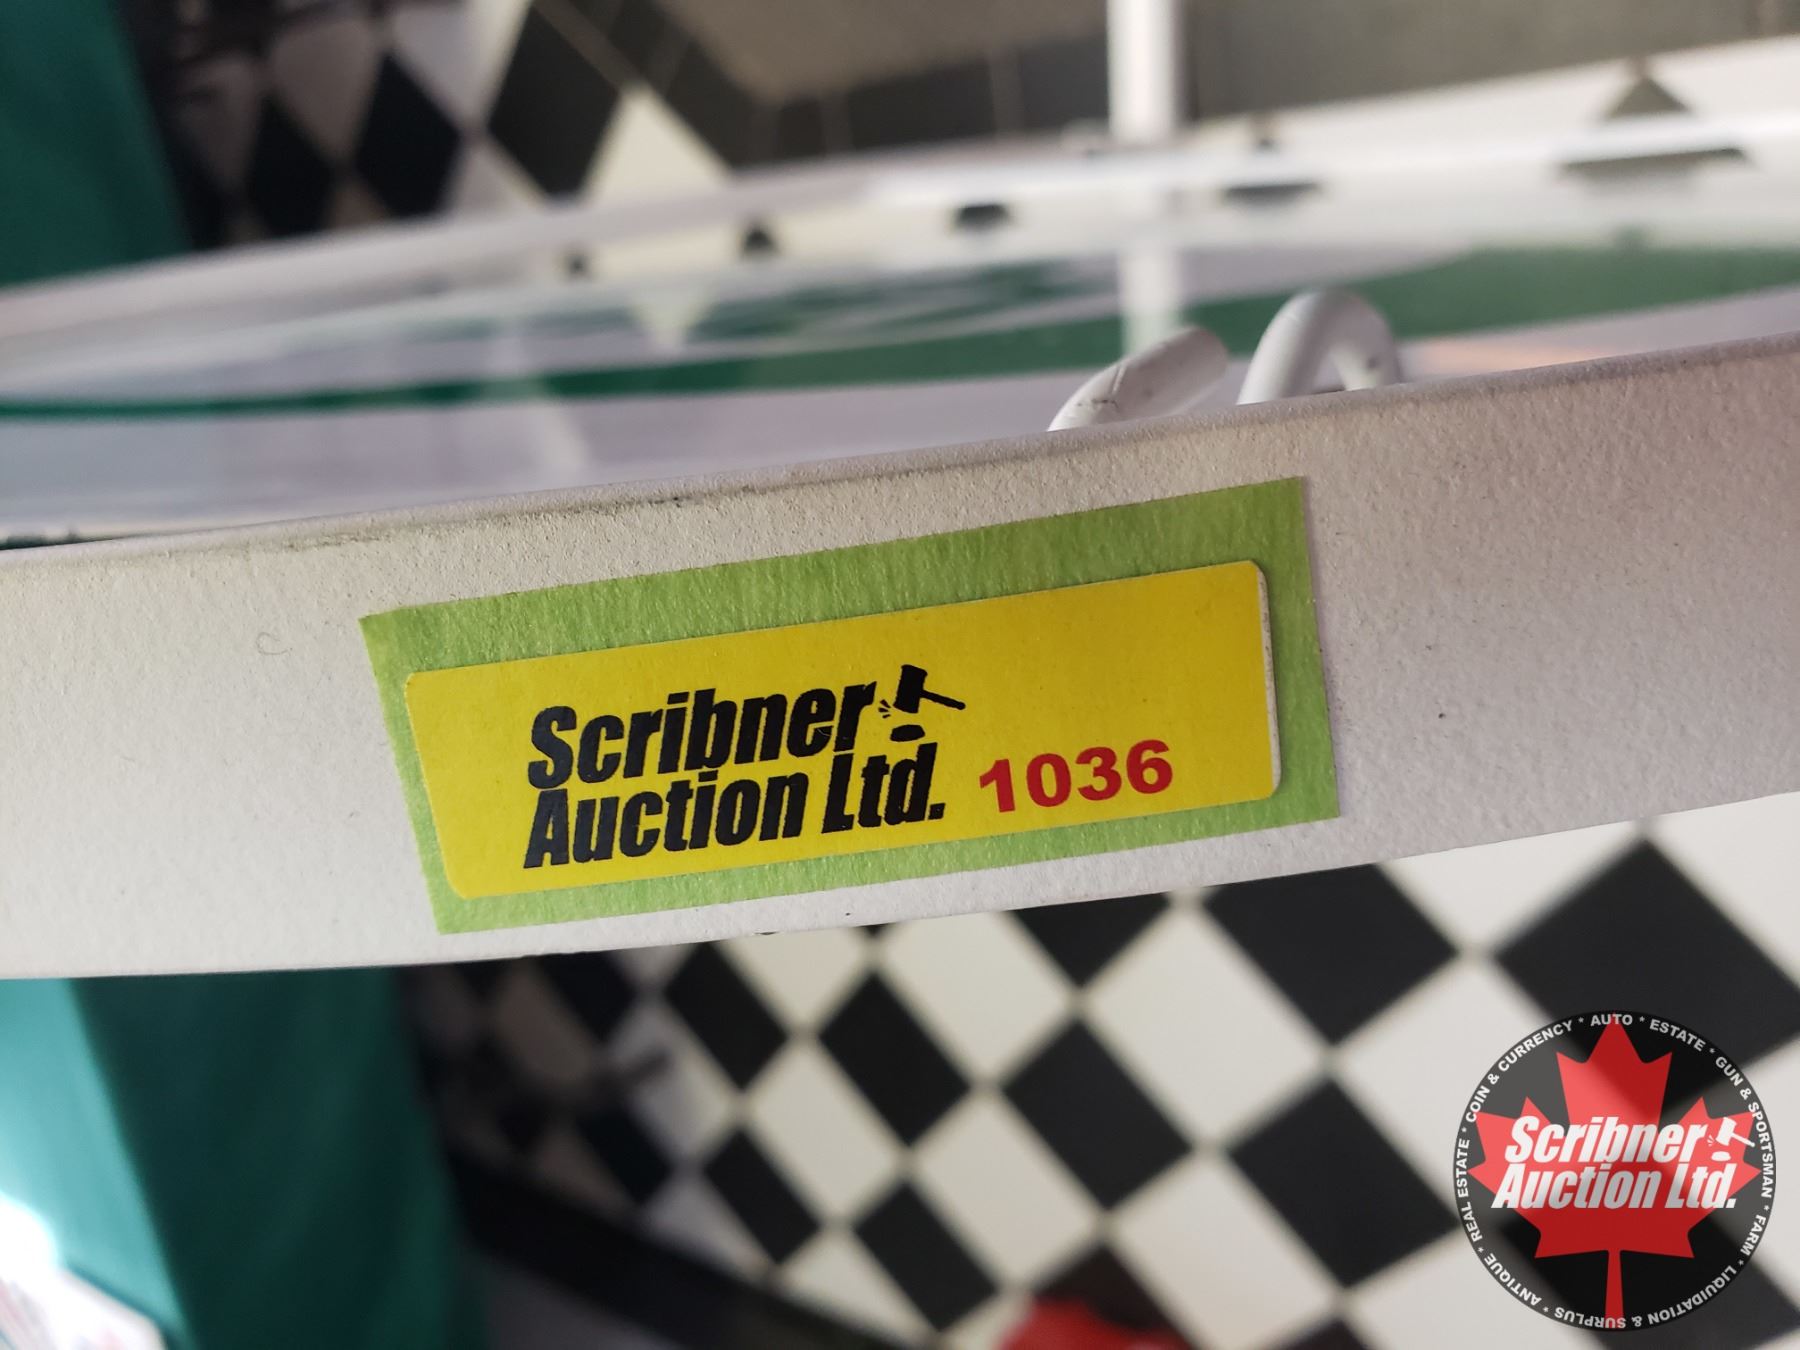 Scribner
Auction Ltd.
1036
REAL ESTATE * COIN & CURRENCY * AUTO * ESTATE * GUN & SPORTSMAN * FARM * LIQUIDATION & SURPLUS * ANTIQUE *
Scribner
Auction Ltd.